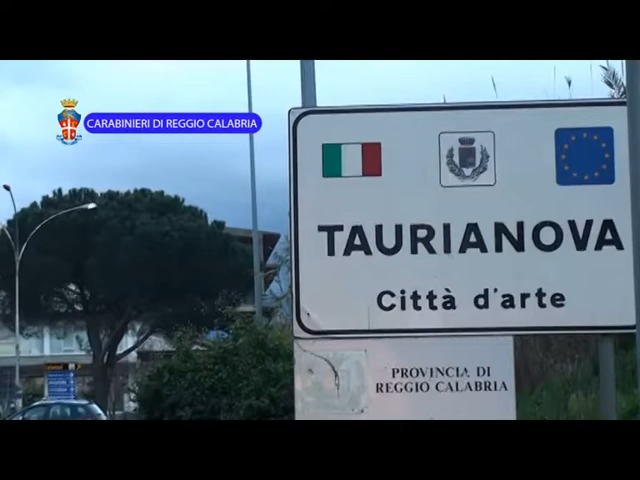 CARABINIERI DI REGGIO CALABRIA
TAURIANOVA
Città d'arte
PROVINCIA DI
REGGIO CALABRIA